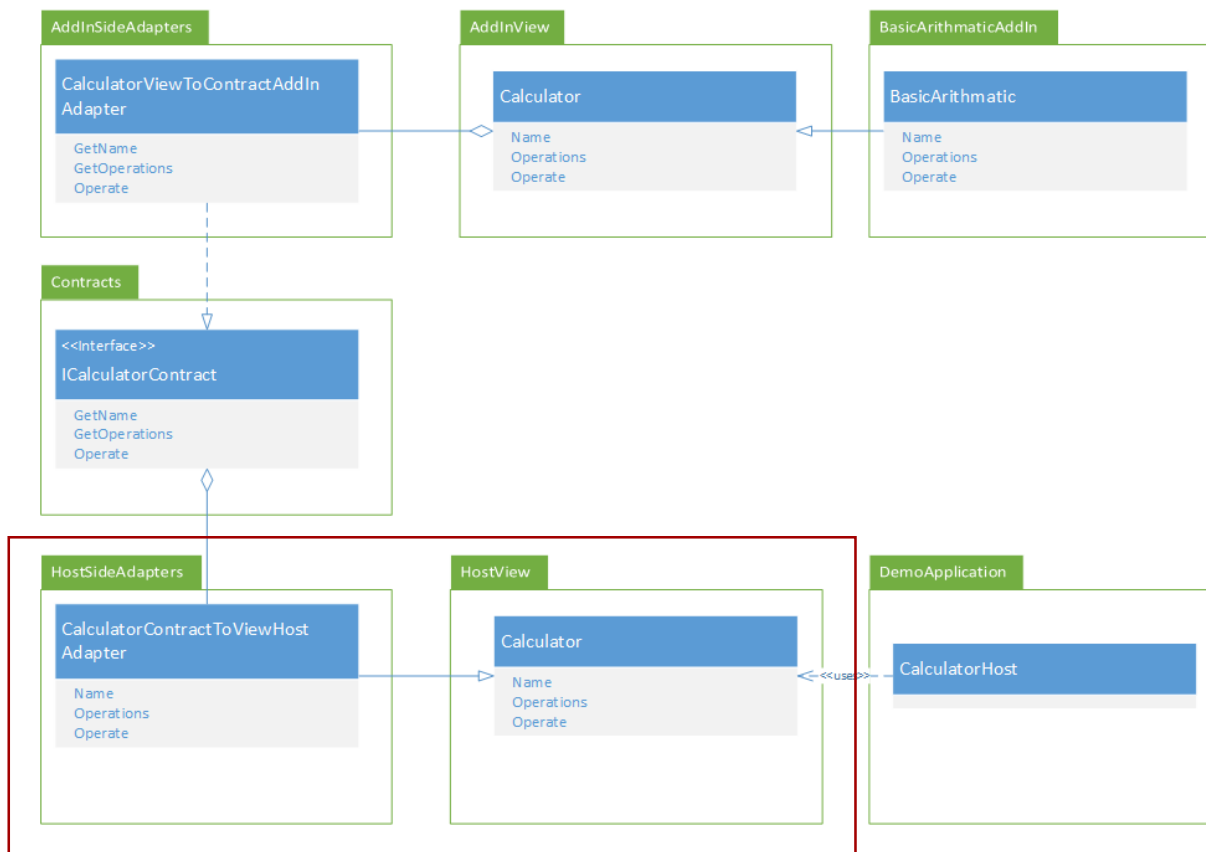 AddInSideAdapters
CalculatorViewToContractAddIn
Adapter
GetName
GetOperations
Operate
AddInView
Calculator
Name
Operations
Operate
BasicArithmaticAddIn
BasicArithmatic
Name
Operations
Operate
Contracts
<<Interface>>
ICalculatorContract
GetName
GetOperations
Operate
HostSideAdapters
CalculatorContractToViewHost
Adapter
Name
Operations
Operate
HostView
Calculator
Name
Operations
Operate
<<use>>
DemoApplication
CalculatorHost